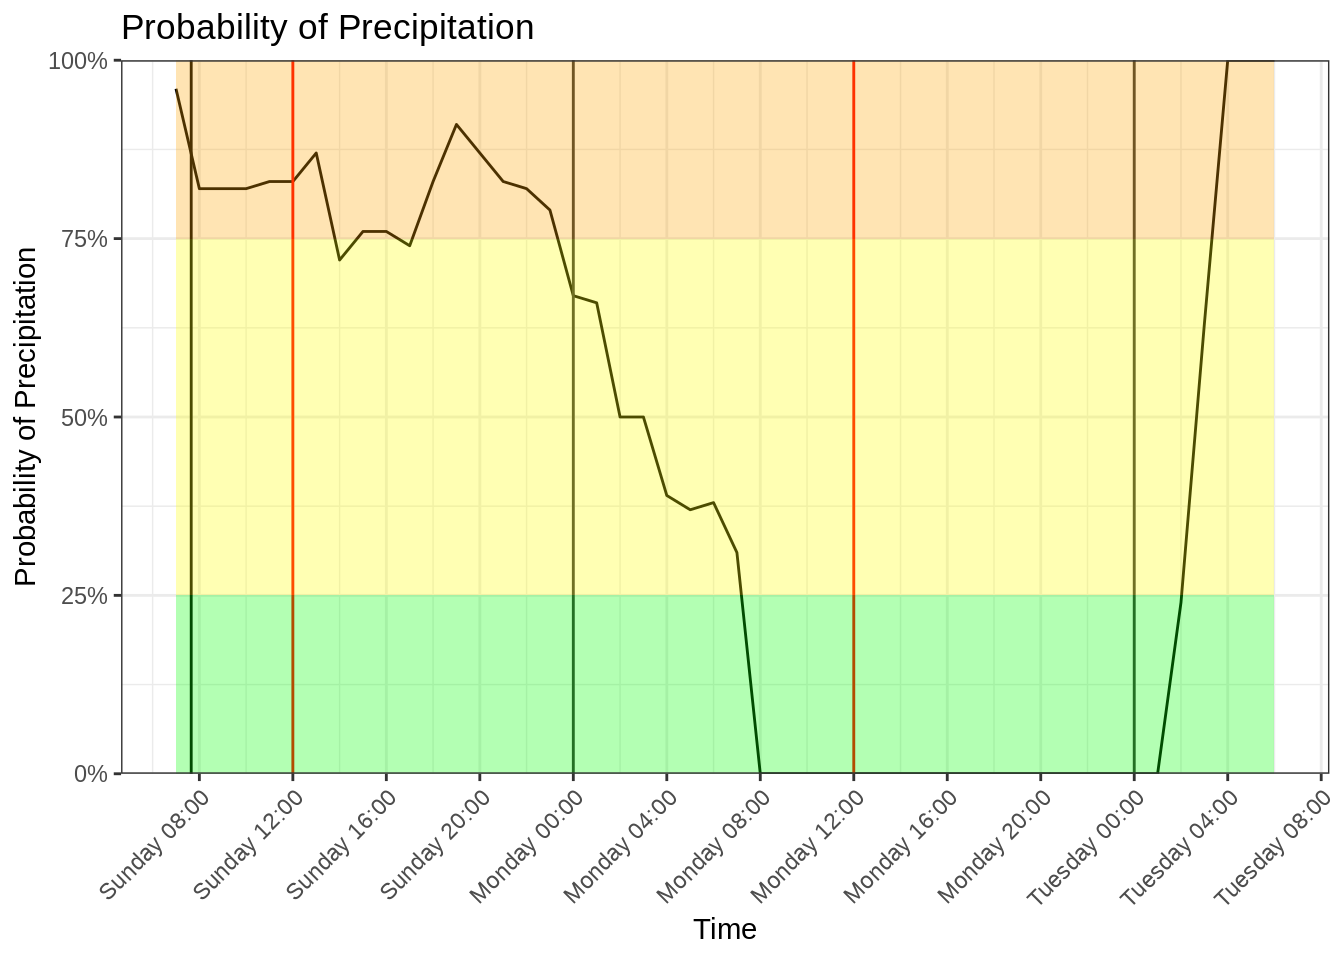 Probability of Precipitation
Probability of Precipitation
100%
75%
50%
25%
0%
Sunday 08:00
Sunday 12:00
Sunday 16:00
Sunday 20:00
Monday 00:00
Monday 04:00
Monday 08:00
Monday 12:00
Monday 16:00
Monday 20:00
Tuesday 00:00
Tuesday 04:00
Tuesday 08:00
Time